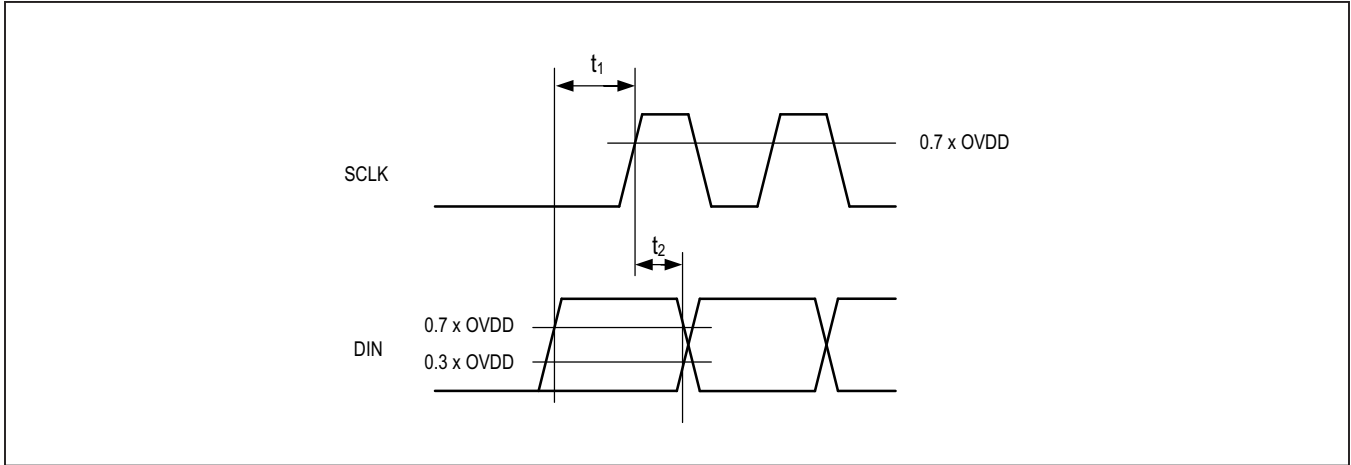 t₁
0.7 x OVDD
SCLK
t₂
0.7 x OVDD
DIN
0.3 x OVDD